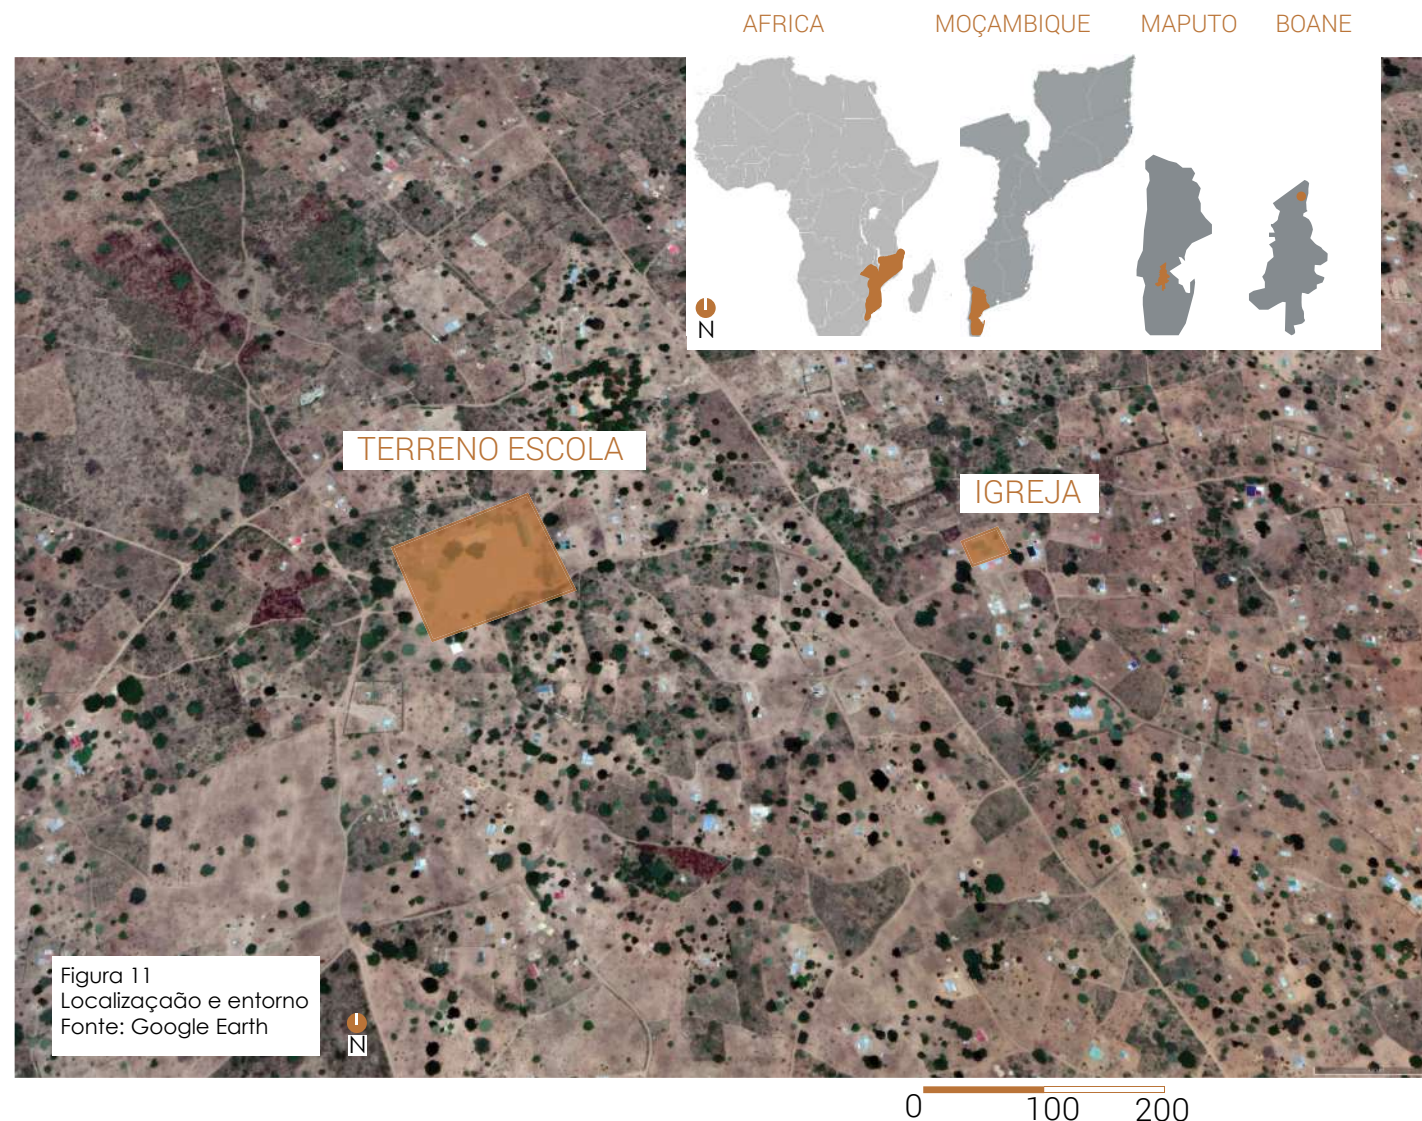 AFRICA
MOÇAMBIQUE
MAPUTO
BOANE
N
TERRENO ESCOLA
IGREJA
Figura 11
Localizaçaão e entorno
Fonte: Google Earth
N
0 100 200